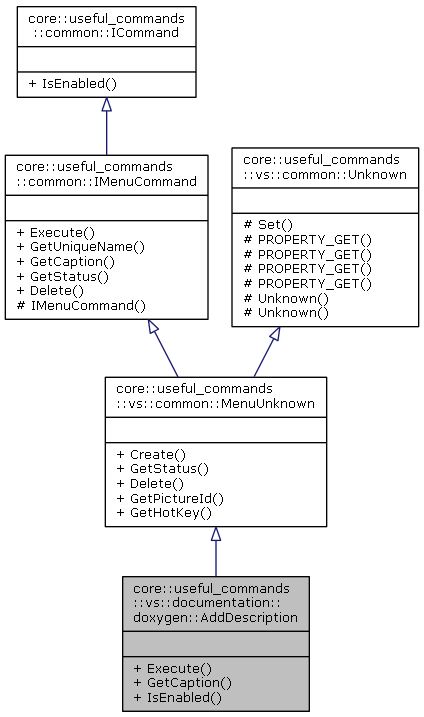 core::useful_commands
::common::ICommand
+ IsEnabled()
core::useful_commands
::common::IMenuCommand
+ Execute()
+ GetUniqueName()
+ GetCaption()
+ GetStatus()
+ Delete()
# IMenuCommand()
core::useful_commands
::vs::common::Unknown
# Set()
# PROPERTY_GET()
# PROPERTY_GET()
# PROPERTY_GET()
# PROPERTY_GET()
# Unknown()
# Unknown()
core::useful_commands
::vs::common::MenuUnknown
+ Create()
+ GetStatus()
+ Delete()
+ GetPictureId()
+ GetHotKey()
core::useful_commands
::vs::documentation::
doxygen::AddDescription
+ Execute()
+ GetCaption()
+ IsEnabled()